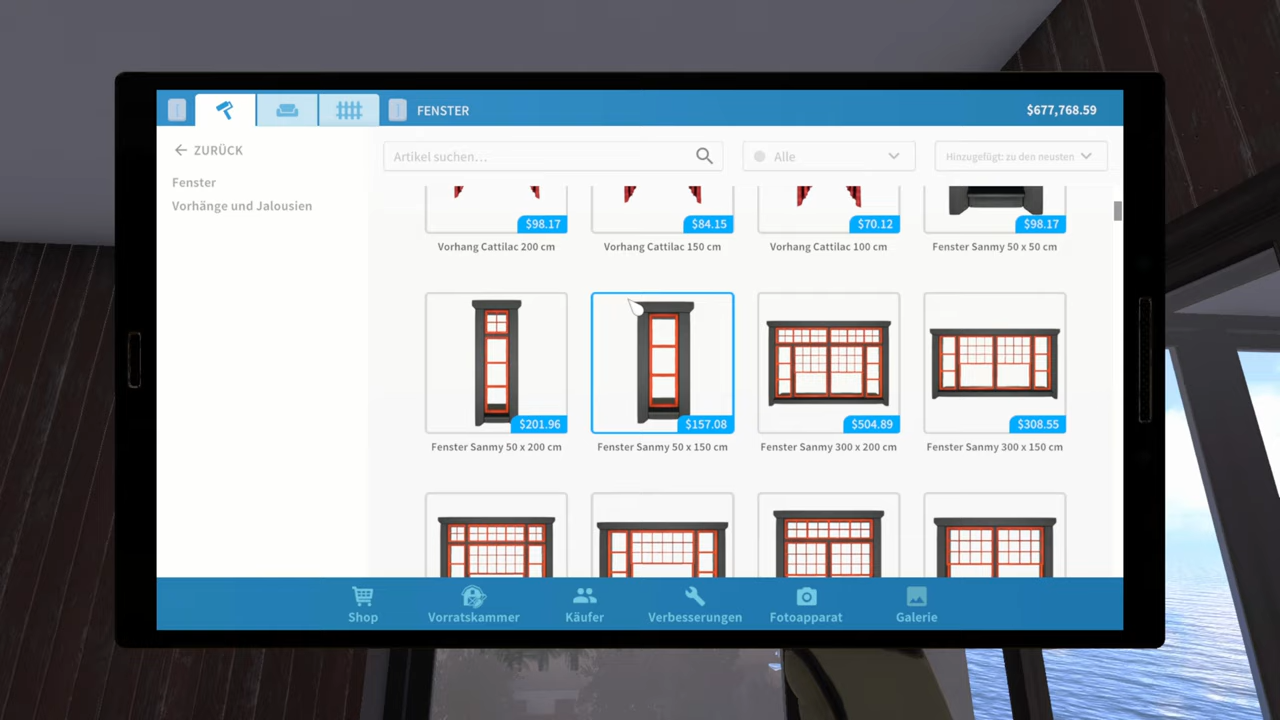 FENSTER
$677,768.59
ZURÜCK
Artikel suchen...
Alle
Hinzugefügt: zu den neusten
Fenster
Vorhänge und Jalousien
$98.17
$84.15
$70.12
$98.17
Vorhang Cattilac 200 cm
Vorhang Cattilac 150 cm
Vorhang Cattilac 100 cm
Fenster Sanmy 50 x 50 cm
$201.96
$157.08
$504.89
$308.55
Fenster Sanmy 50 x 200 cm
Fenster Sanmy 50 x 150 cm
Fenster Sanmy 300 x 200 cm
Fenster Sanmy 300 x 150 cm
Shop
Vorratskammer
Käufer
Verbesserungen
Fotoapparat
Galerie